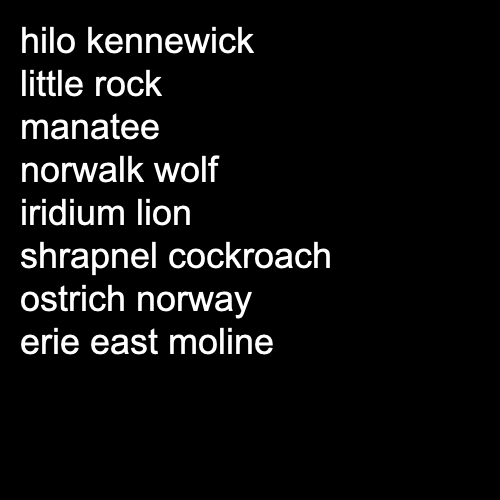 hilo kennewick
little rock
manatee
norwalk wolf
iridium lion
shrapnel cockroach
ostrich norway
erie east moline